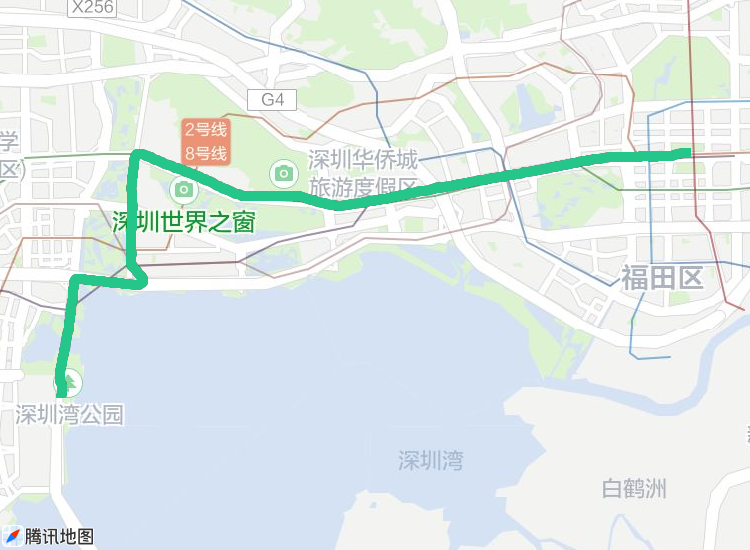 X256
G4
2号线
8号线
学
区)
深圳华侨城
旅游度假区
深圳世界之窗
福田区
深圳湾公园
深圳湾
白鹤洲
腾讯地图